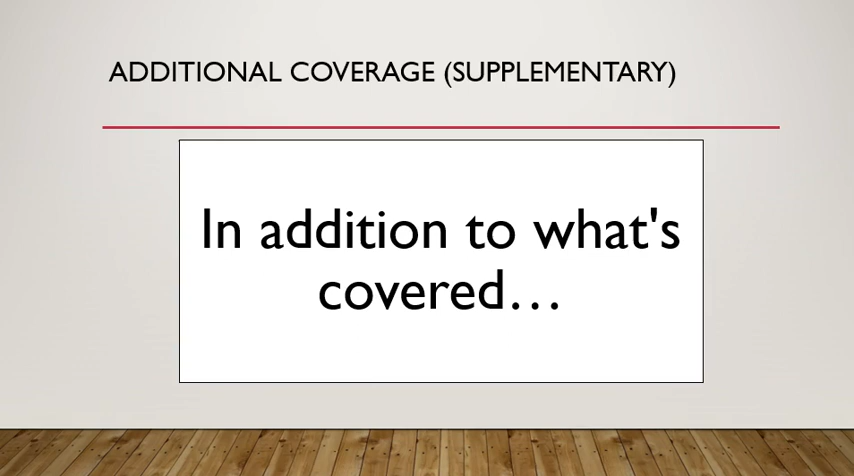 ADDITIONAL COVERAGE (SUPPLEMENTARY)
In addition to what's
covered…